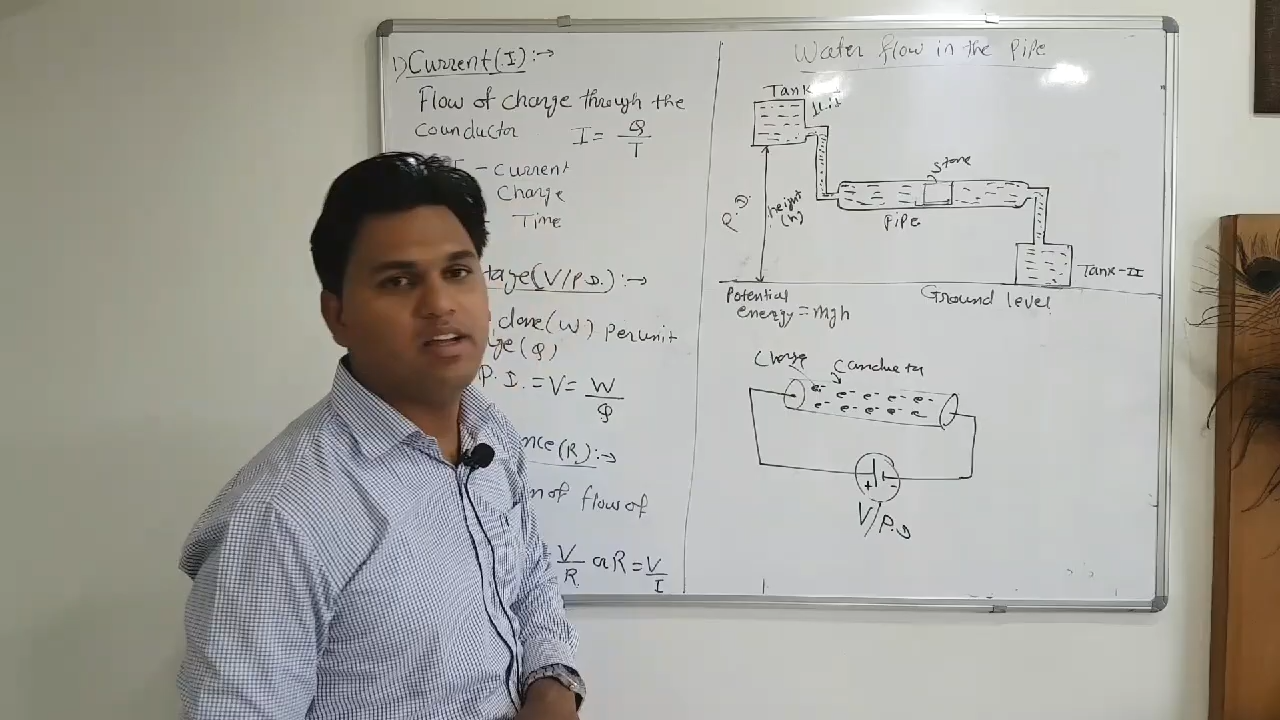 1) Current(I):→
Flow of charge through the
Counductor I = Q/T
- Current
Charge
- Time
tage(V/P.D.):→
done(W) per unit
ge(Q)
P.I. = V = W/Q
nce(R):→
n of flow of
V/R or R = V/I
Water flow in the Pipe
Tank
Stone
P.D.
height
(h)
Pipe
Tank-II
Potential
energy = mgh
Ground level
Charge
Conductor
e- e- e- e- e-
e- e- e- e- e-
+ -
V/P.D